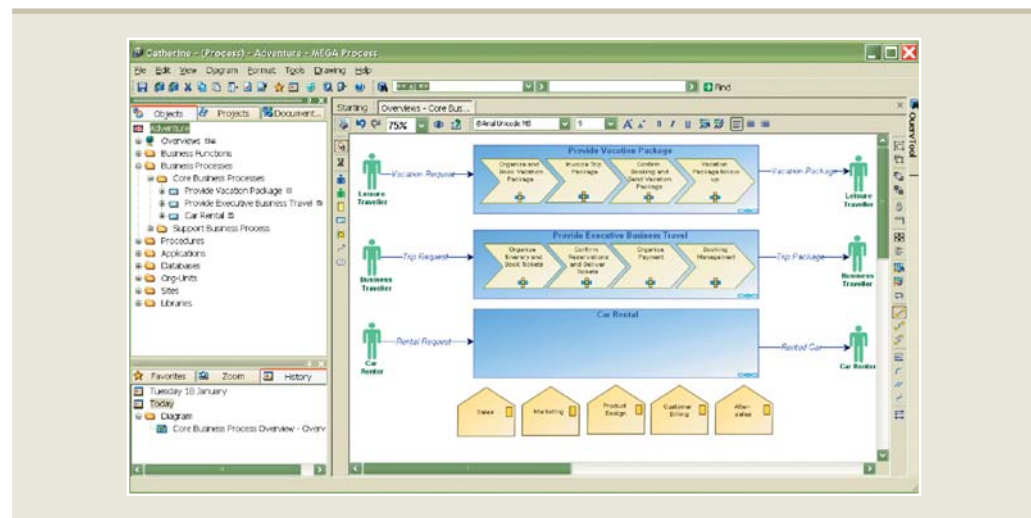 Catherine - (Process) - Adventure - MEGA Process
File Edit View Diagram Format Tools Drawing Help
Find
Objects Projects Document...
Adventure
Overviews
Business Functions
Business Processes
Core Business Processes
Provide Vacation Package
Provide Executive Business Travel
Car Rental
Support Business Process
Procedures
Applications
Databases
Org-Units
Sites
Libraries
Favorites Zoom History
Tuesday 18 January
Today
Diagram
Core Business Process Overview - Overv
Starting Overviews - Core Bus...
75% @Arial Unicode MS
Query Tool
Provide Vacation Package
Leisure
Traveller
Vacation Request
Organize and
Book Vacation
Package
Invoice Trip
Package
Confirm
Booking and
Send Vacation
Package
Vacation
Package follow
up
Vacation Package
Leisure
Traveller
Provide Executive Business Travel
Business
Traveller
Trip Request
Organize
Itinerary and
Book Tickets
Confirm
Reservations
and Deliver
Tickets
Organize
Payment
Booking
Management
Trip Package
Business
Traveller
Car Rental
Car
Renter
Rental Request
Rented Car
Car Renter
Sales
Marketing
Product
Design
Customer
Billing
After-
sales